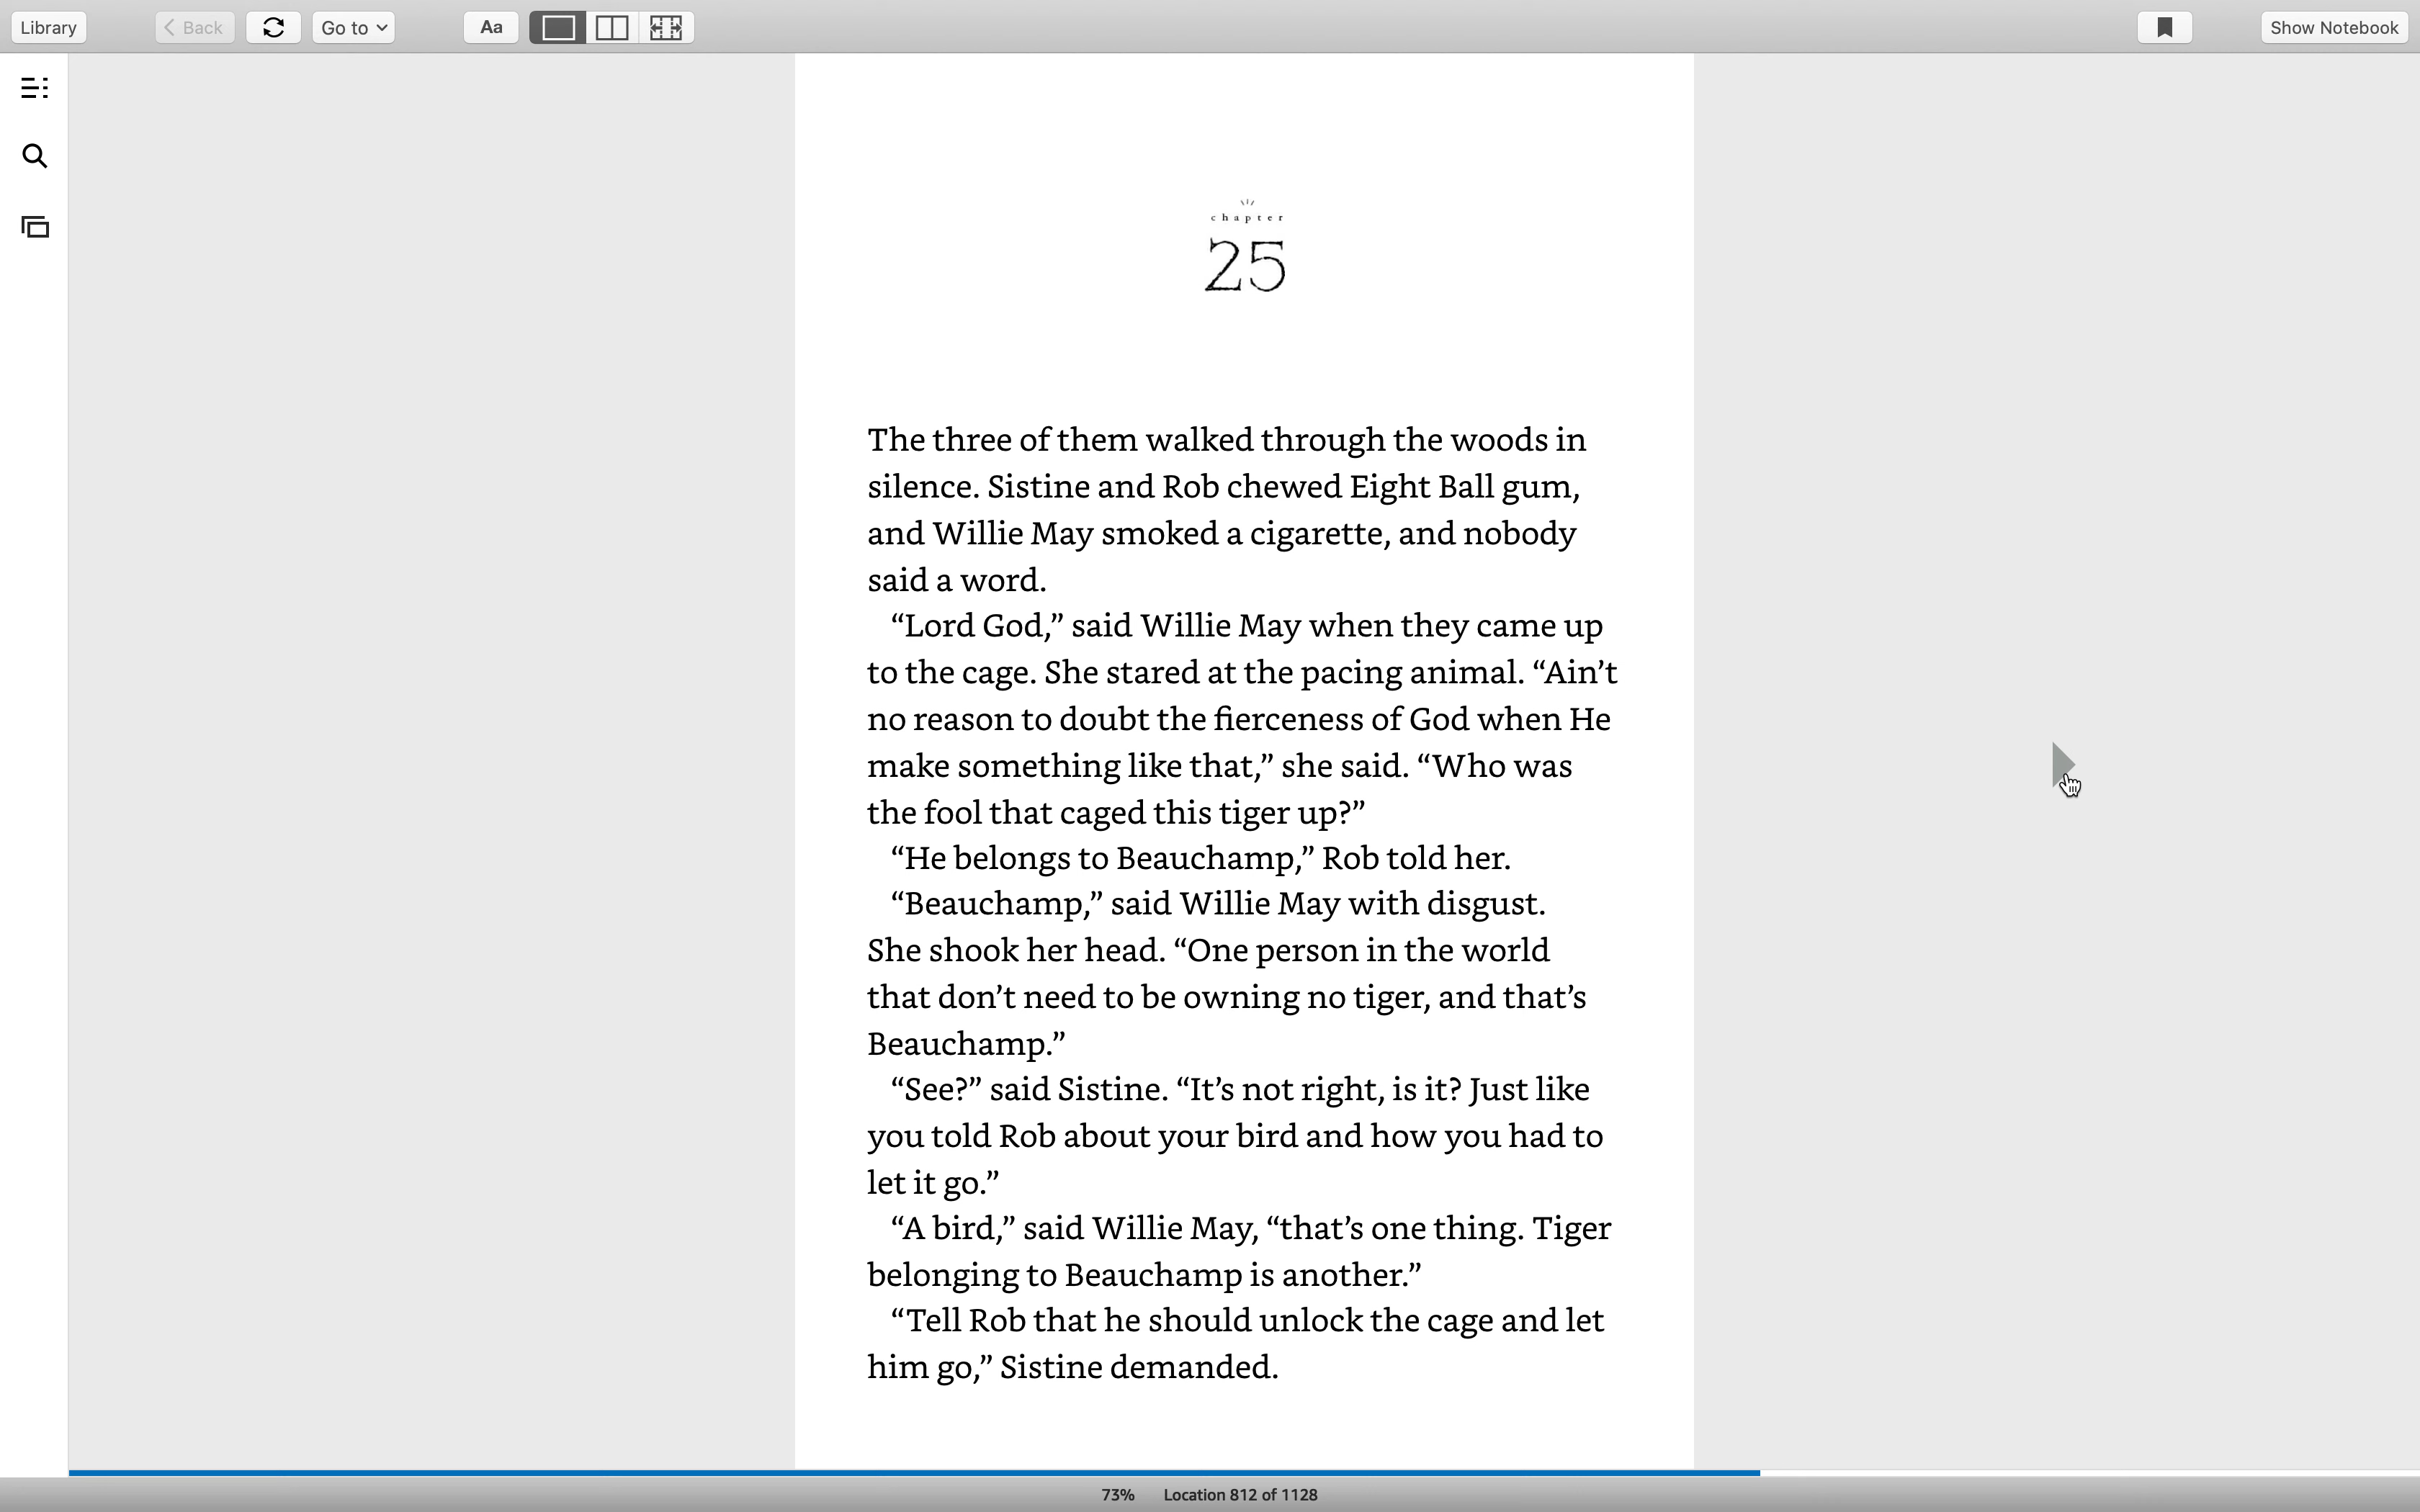 Library Back Go to Aa Show Notebook
chapter
25
The three of them walked through the woods in
silence. Sistine and Rob chewed Eight Ball gum,
and Willie May smoked a cigarette, and nobody
said a word.
“Lord God,” said Willie May when they came up
to the cage. She stared at the pacing animal. “Ain’t
no reason to doubt the fierceness of God when He
make something like that,” she said. “Who was
the fool that caged this tiger up?”
“He belongs to Beauchamp,” Rob told her.
“Beauchamp,” said Willie May with disgust.
She shook her head. “One person in the world
that don’t need to be owning no tiger, and that’s
Beauchamp.”
“See?” said Sistine. “It’s not right, is it? Just like
you told Rob about your bird and how you had to
let it go.”
“A bird,” said Willie May, “that’s one thing. Tiger
belonging to Beauchamp is another.”
“Tell Rob that he should unlock the cage and let
him go,” Sistine demanded.
73% Location 812 of 1128